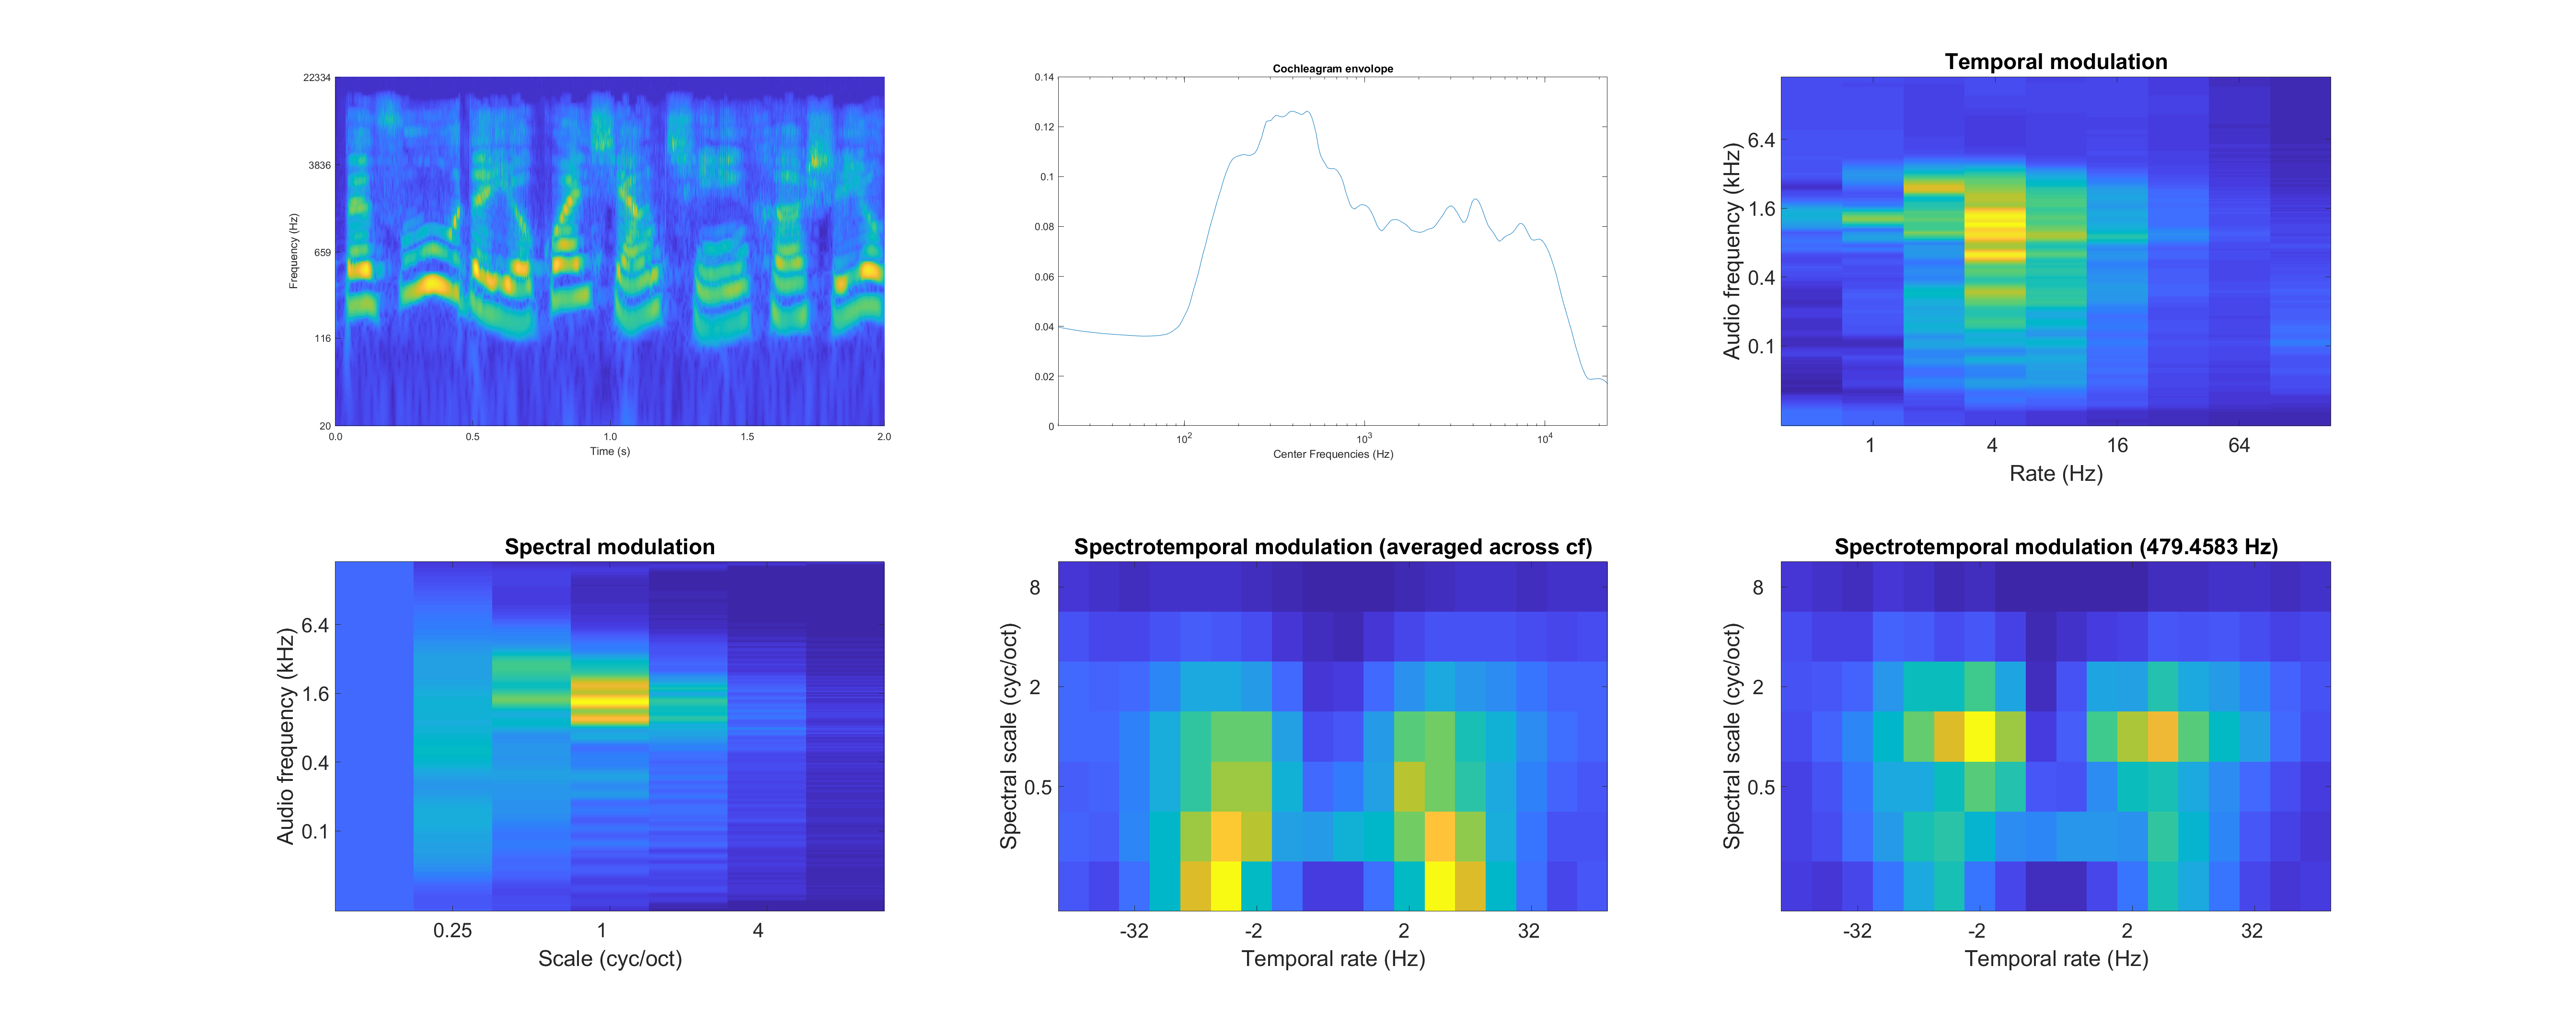 22334
3836
659
116
20
Frequency (Hz)
0.0 0.5 1.0 1.5 2.0
Time (s)
Cochleagram envolope
0.14
0.12
0.1
0.08
0.06
0.04
0.02
0
10² 10³ 10⁴
Center Frequencies (Hz)
Temporal modulation
6.4
1.6
0.4
0.1
Audio frequency (kHz)
1 4 16 64
Rate (Hz)
Spectral modulation
6.4
1.6
0.4
0.1
Audio frequency (kHz)
0.25 1 4
Scale (cyc/oct)
Spectrotemporal modulation (averaged across cf)
8
2
0.5
Spectral scale (cyc/oct)
-32 -2 2 32
Temporal rate (Hz)
Spectrotemporal modulation (479.4583 Hz)
8
2
0.5
Spectral scale (cyc/oct)
-32 -2 2 32
Temporal rate (Hz)